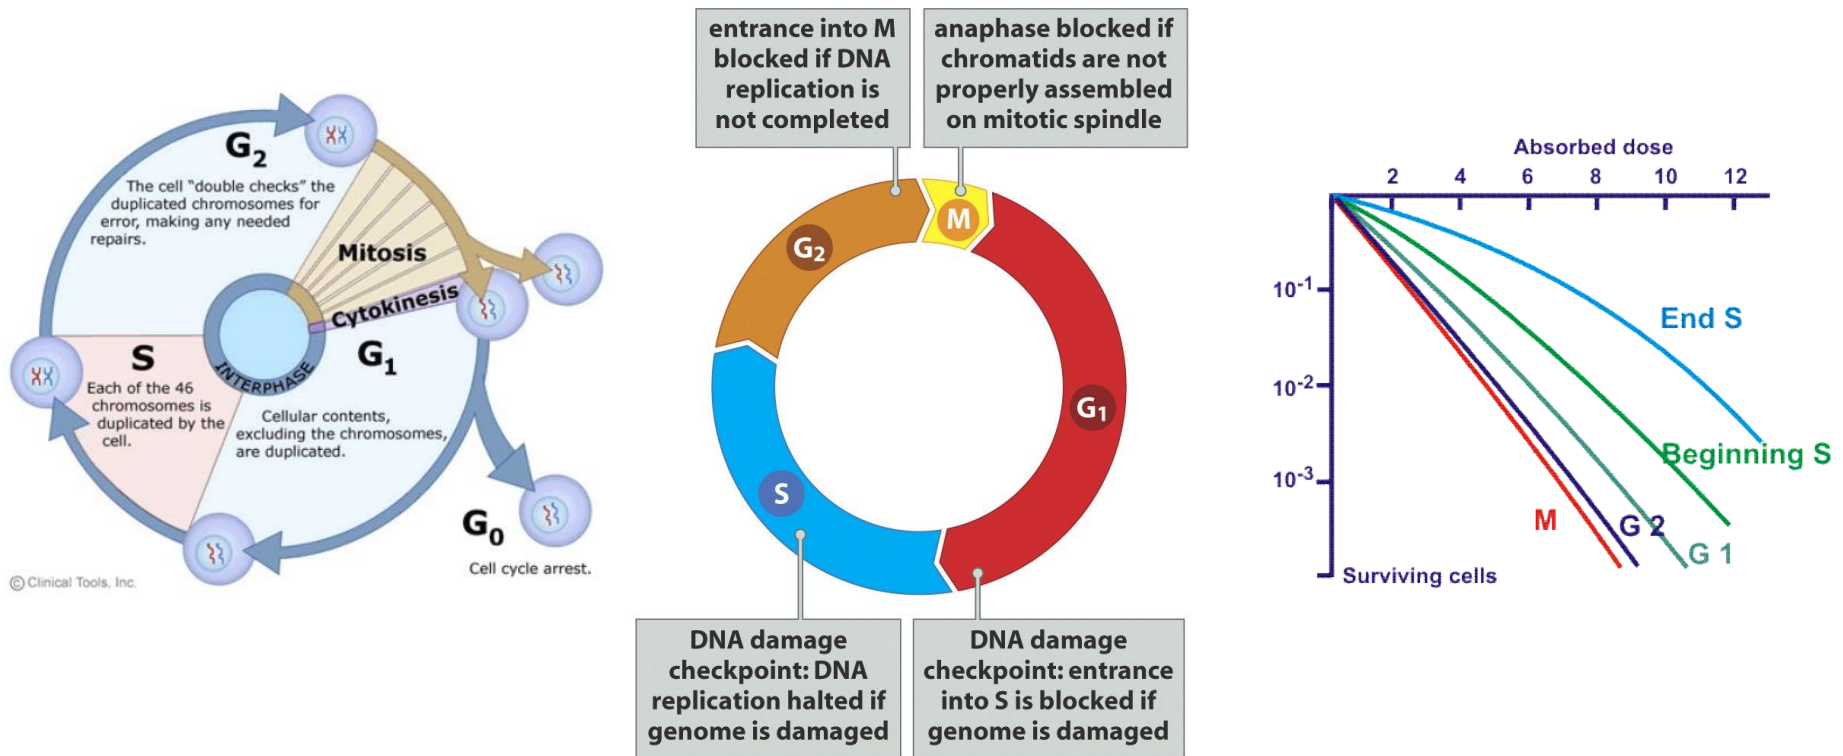 G2
The cell "double checks" the
duplicated chromosomes for
error, making any needed
repairs.
Mitosis
Cytokinesis
S
Each of the 46
chromosomes is
duplicated by the
cell.
INTERPHASE
G1
Cellular contents,
excluding the chromosomes,
are duplicated.
G0
Cell cycle arrest.
© Clinical Tools, Inc.
entrance into M
blocked if DNA
replication is
not completed
anaphase blocked if
chromatids are not
properly assembled
on mitotic spindle
M
G2
G1
S
DNA damage
checkpoint: DNA
replication halted if
genome is damaged
DNA damage
checkpoint: entrance
into S is blocked if
genome is damaged
Absorbed dose
2 4 6 8 10 12
10-1
10-2
10-3
End S
Beginning S
M
G 2
G 1
Surviving cells